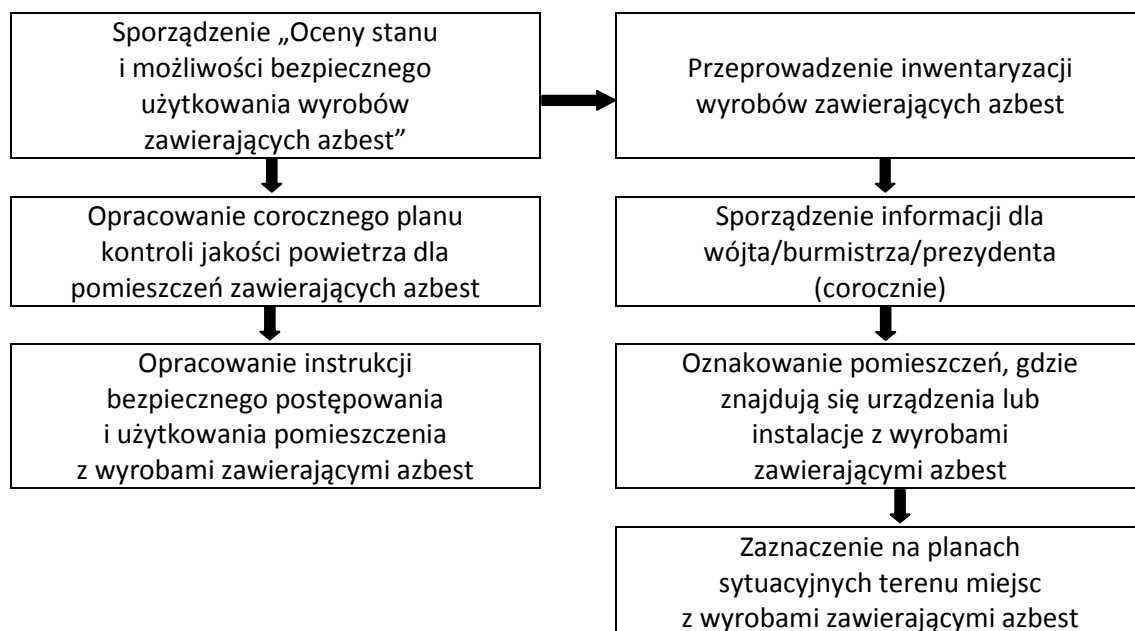 Sporządzenie „Oceny stanu
i możliwości bezpiecznego
użytkowania wyrobów
zawierających azbest”
Przeprowadzenie inwentaryzacji
wyrobów zawierających azbest
Opracowanie corocznego planu
kontroli jakości powietrza dla
pomieszczeń zawierających azbest
Sporządzenie informacji dla
wójta/burmistrza/prezydenta
(corocznie)
Opracowanie instrukcji
bezpiecznego postępowania
i użytkowania pomieszczenia
z wyrobami zawierającymi azbest
Oznakowanie pomieszczeń, gdzie
znajdują się urządzenia lub
instalacje z wyrobami
zawierającymi azbest
Zaznaczenie na planach
sytuacyjnych terenu miejsc
z wyrobami zawierającymi azbest